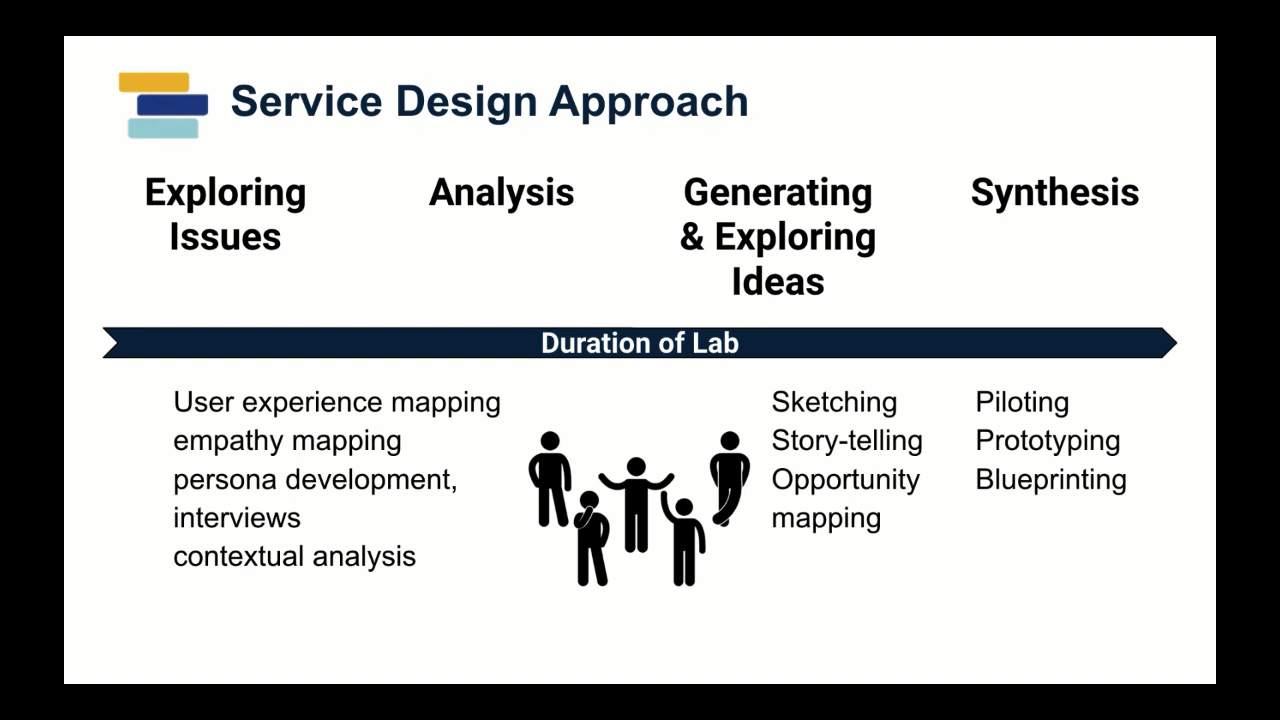 Service Design Approach
Exploring
Issues
Analysis
Generating
& Exploring
Ideas
Synthesis
Duration of Lab
User experience mapping
empathy mapping
persona development,
interviews
contextual analysis
Sketching
Story-telling
Opportunity
mapping
Piloting
Prototyping
Blueprinting